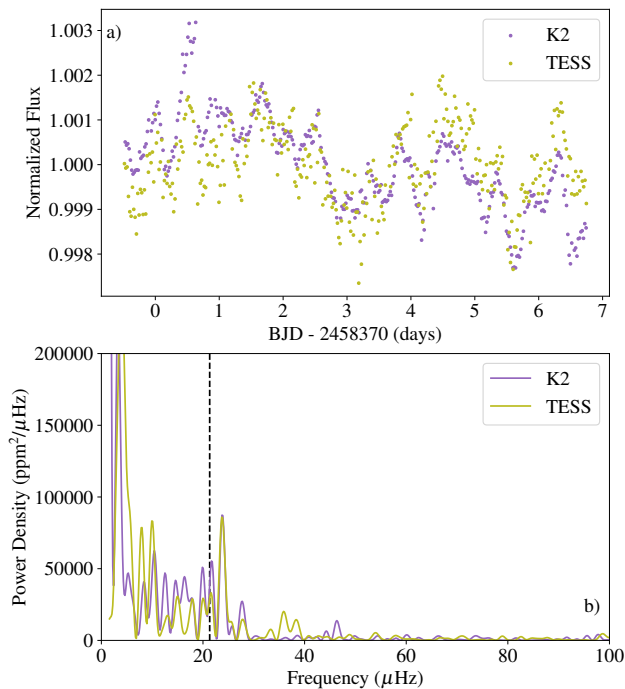 a)
K2
TESS
Normalized Flux
1.003
1.002
1.001
1.000
0.999
0.998
0 1 2 3 4 5 6 7
BJD - 2458370 (days)
K2
TESS
b)
Power Density (ppm²/μHz)
200000
150000
100000
50000
0
0 20 40 60 80 100
Frequency (μHz)